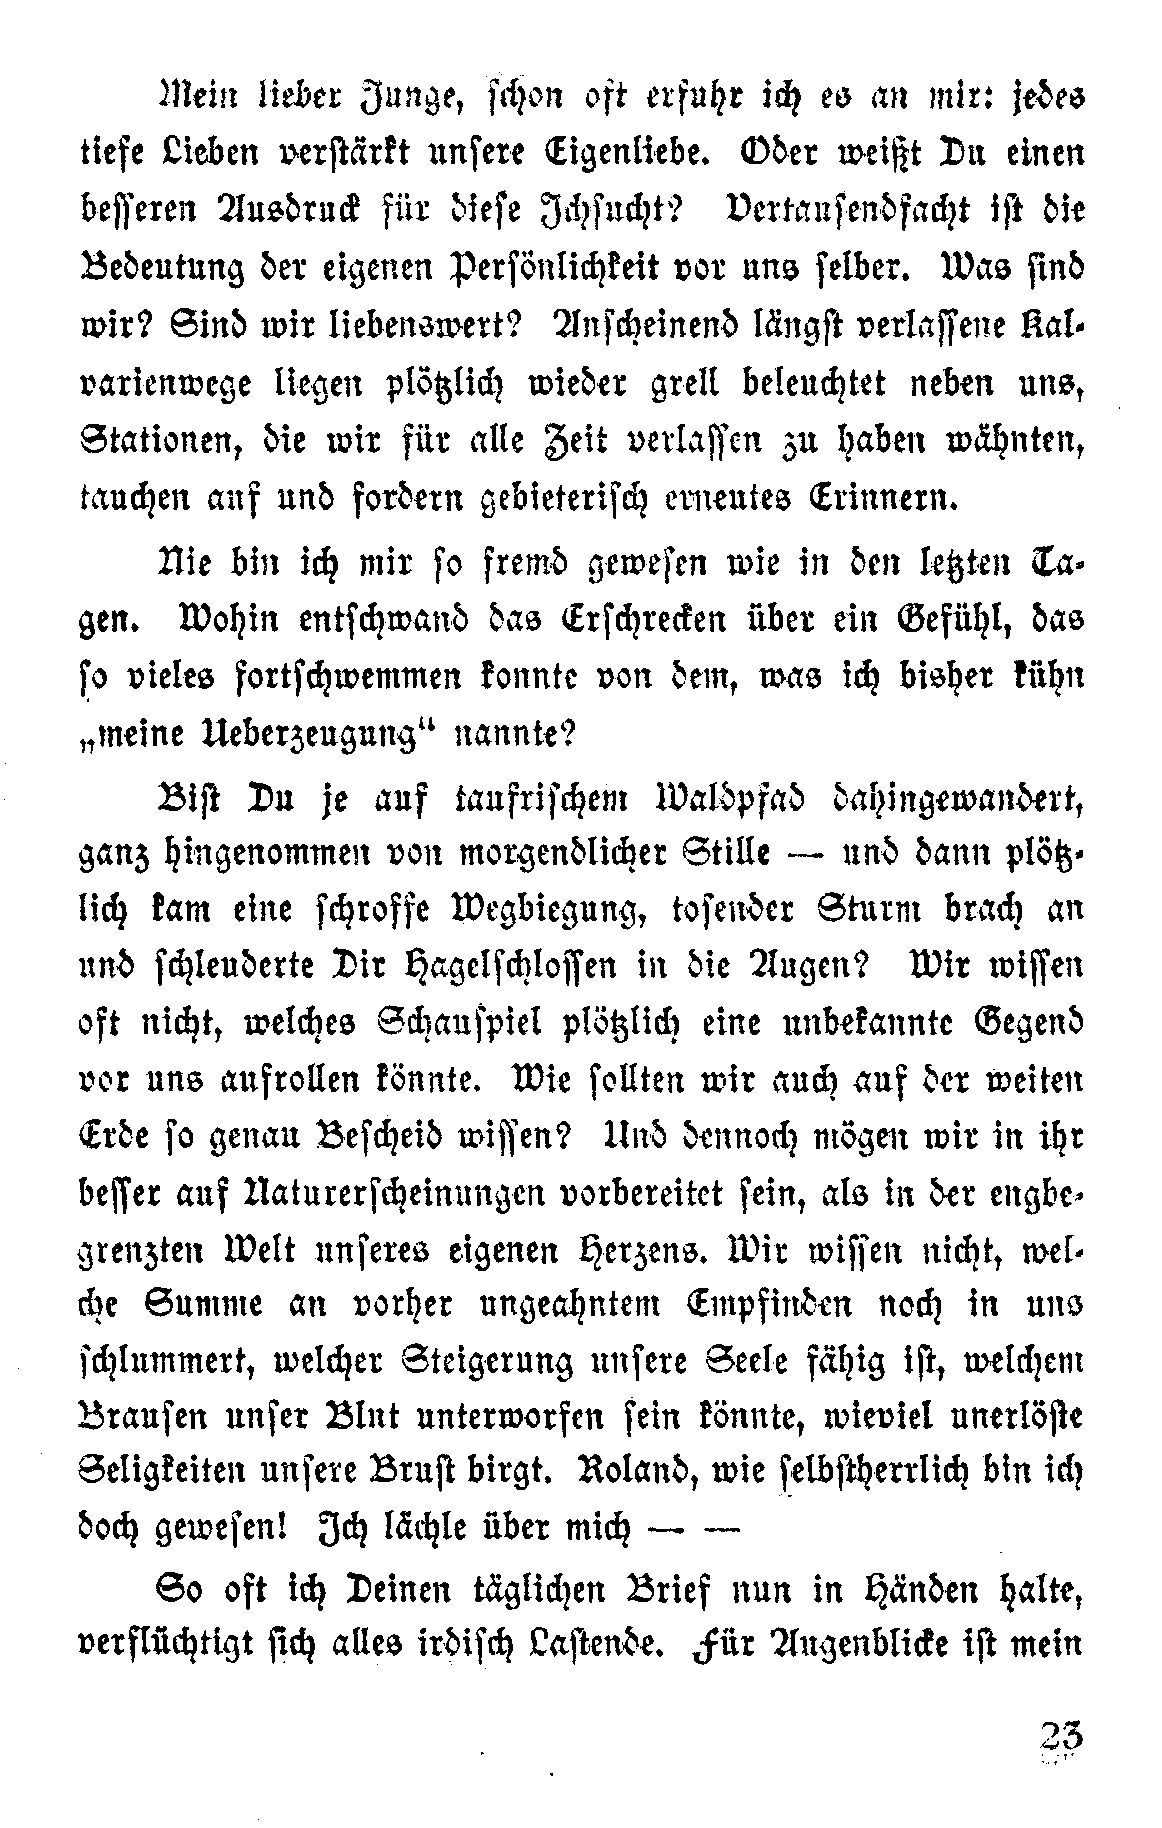 Mein lieber Junge, schon oft erfuhr ich es an mir: jedes
tiefe Lieben verstärkt unsere Eigenliebe. Oder weißt Du einen
besseren Ausdruck für diese Ichsucht? Vertausendfacht ist die
Bedeutung der eigenen Persönlichkeit vor uns selber. Was sind
wir? Sind wir liebenswert? Anscheinend längst verlassene Kal-
varienwege liegen plötzlich wieder grell beleuchtet neben uns,
Stationen, die wir für alle Zeit verlassen zu haben wähnten,
tauchen auf und fordern gebieterisch erneutes Erinnern.
Nie bin ich mir so fremd gewesen wie in den letzten Ta-
gen. Wohin entschwand das Erschrecken über ein Gefühl, das
so vieles fortschwemmen konnte von dem, was ich bisher kühn
„meine Ueberzeugung“ nannte?
Bist Du je auf taufrischem Waldpfad dahingewandert,
ganz hingenommen von morgendlicher Stille — und dann plötz-
lich kam eine schroffe Wegbiegung, tosender Sturm brach an
und schleuderte Dir Hagelschlossen in die Augen? Wir wissen
oft nicht, welches Schauspiel plötzlich eine unbekannte Gegend
vor uns aufrollen könnte. Wie sollten wir auch auf der weiten
Erde so genau Bescheid wissen? Und dennoch mögen wir in ihr
besser auf Naturerscheinungen vorbereitet sein, als in der engbe-
grenzten Welt unseres eigenen Herzens. Wir wissen nicht, wel-
che Summe an vorher ungeahntem Empfinden noch in uns
schlummert, welcher Steigerung unsere Seele fähig ist, welchem
Brausen unser Blut unterworfen sein könnte, wieviel unerlöste
Seligkeiten unsere Brust birgt. Roland, wie selbstherrlich bin ich
doch gewesen! Ich lächle über mich — —
So oft ich Deinen täglichen Brief nun in Händen halte,
verflüchtigt sich alles irdisch Lastende. Für Augenblicke ist mein
23